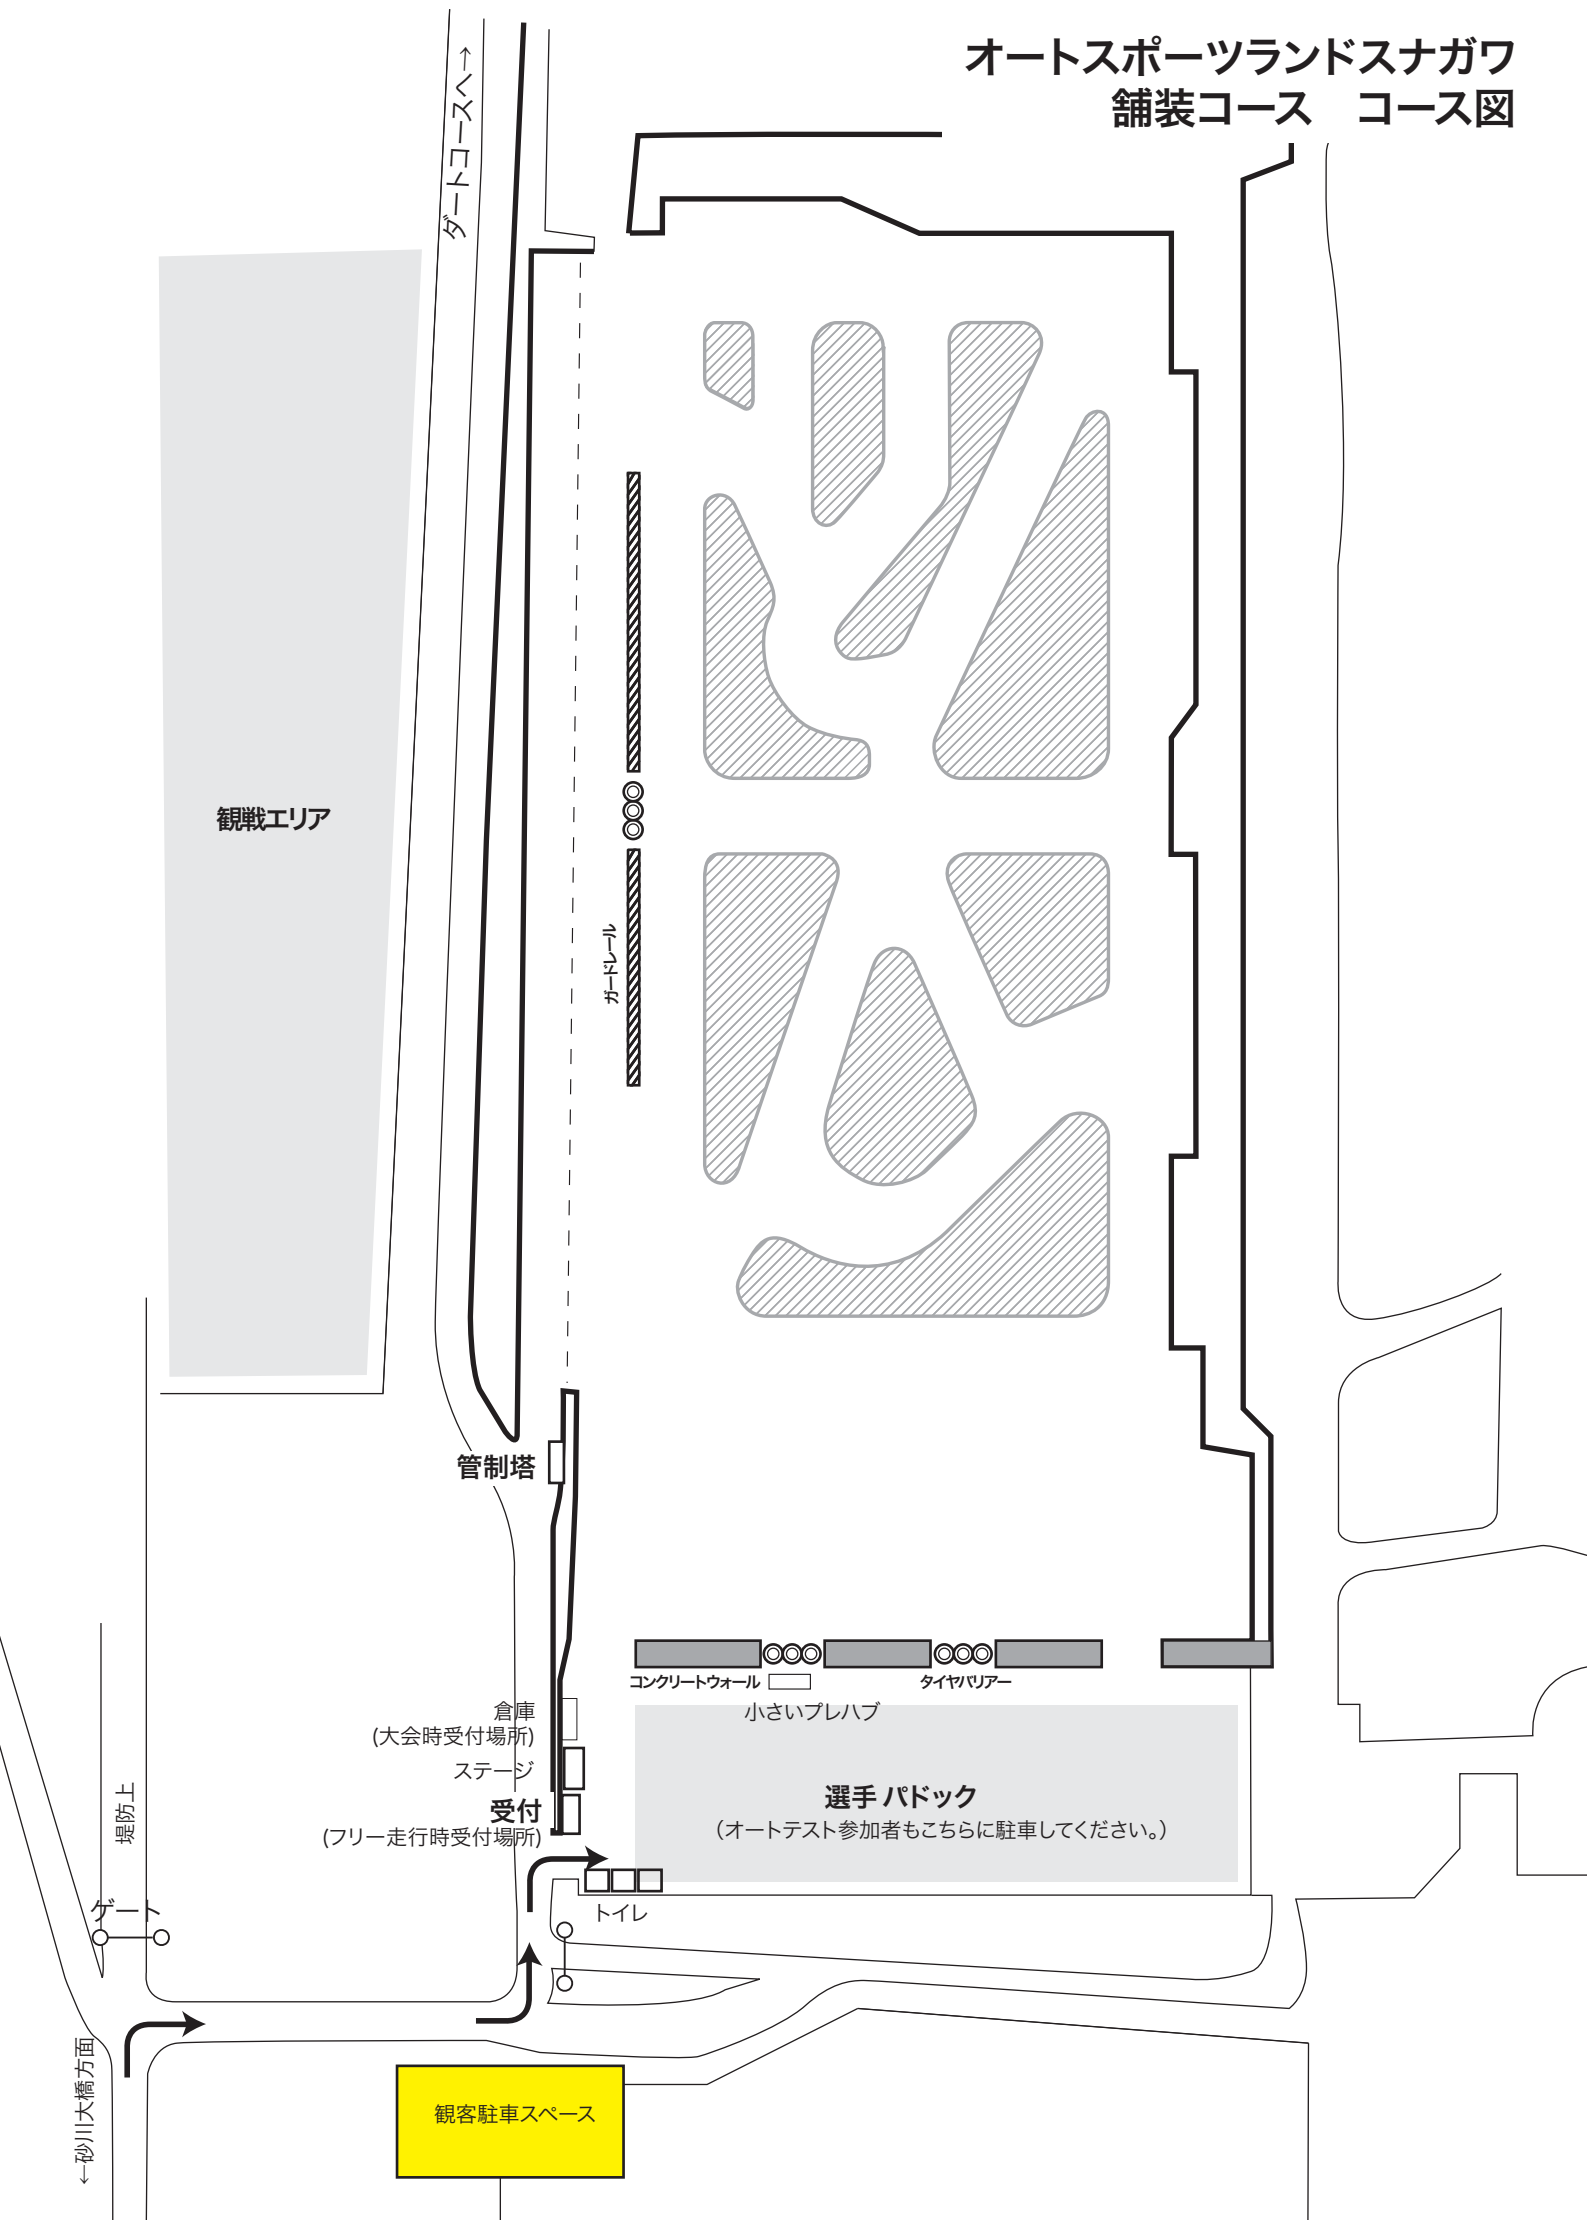 オートスポーツランドスナガワ
舗装コース　コース図
ダートコースへ→
観戦エリア
ガードレール
管制塔
コンクリートウォール
タイヤバリアー
小さいプレハブ
倉庫
(大会時受付場所)
ステージ
受付
(フリー走行時受付場所)
選手 パドック
（オートテスト参加者もこちらに駐車してください。）
堤防上
ゲート
トイレ
←砂川大橋方面
観客駐車スペース